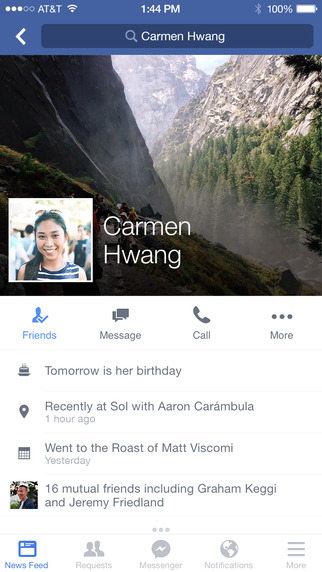 AT&T 1:44 PM 100%
Carmen Hwang
Carmen
Hwang
Friends Message Call More
Tomorrow is her birthday
Recently at Sol with Aaron Carámbula
1 hour ago
Went to the Roast of Matt Viscomi
Yesterday
16 mutual friends including Graham Keggi
and Jeremy Friedland
News Feed Requests Messenger Notifications More